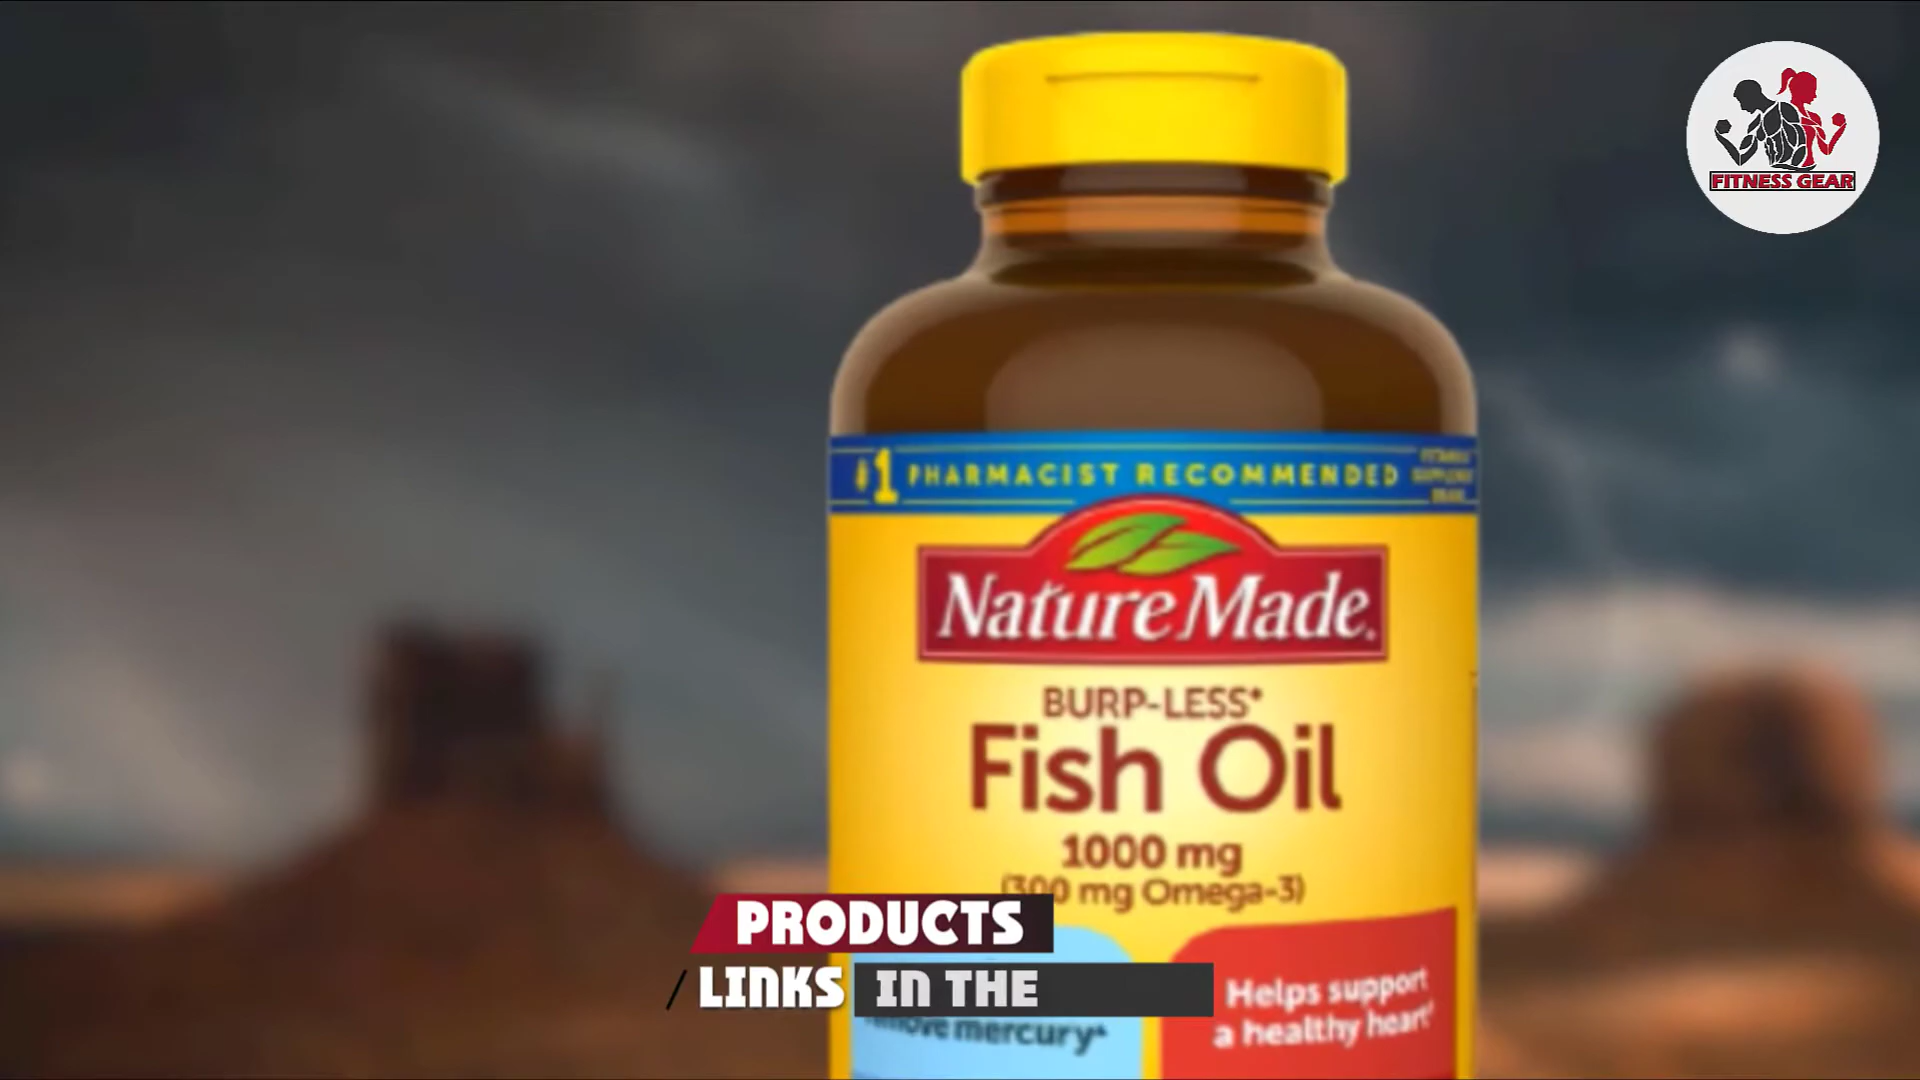 FITNESS GEAR
#1 PHARMACIST RECOMMENDED
Nature Made
BURP-LESS*
Fish Oil
1000 mg
(300 mg Omega-3)
PRODUCTS
LINKS IN THE
mercury
Helps support
a healthy heart